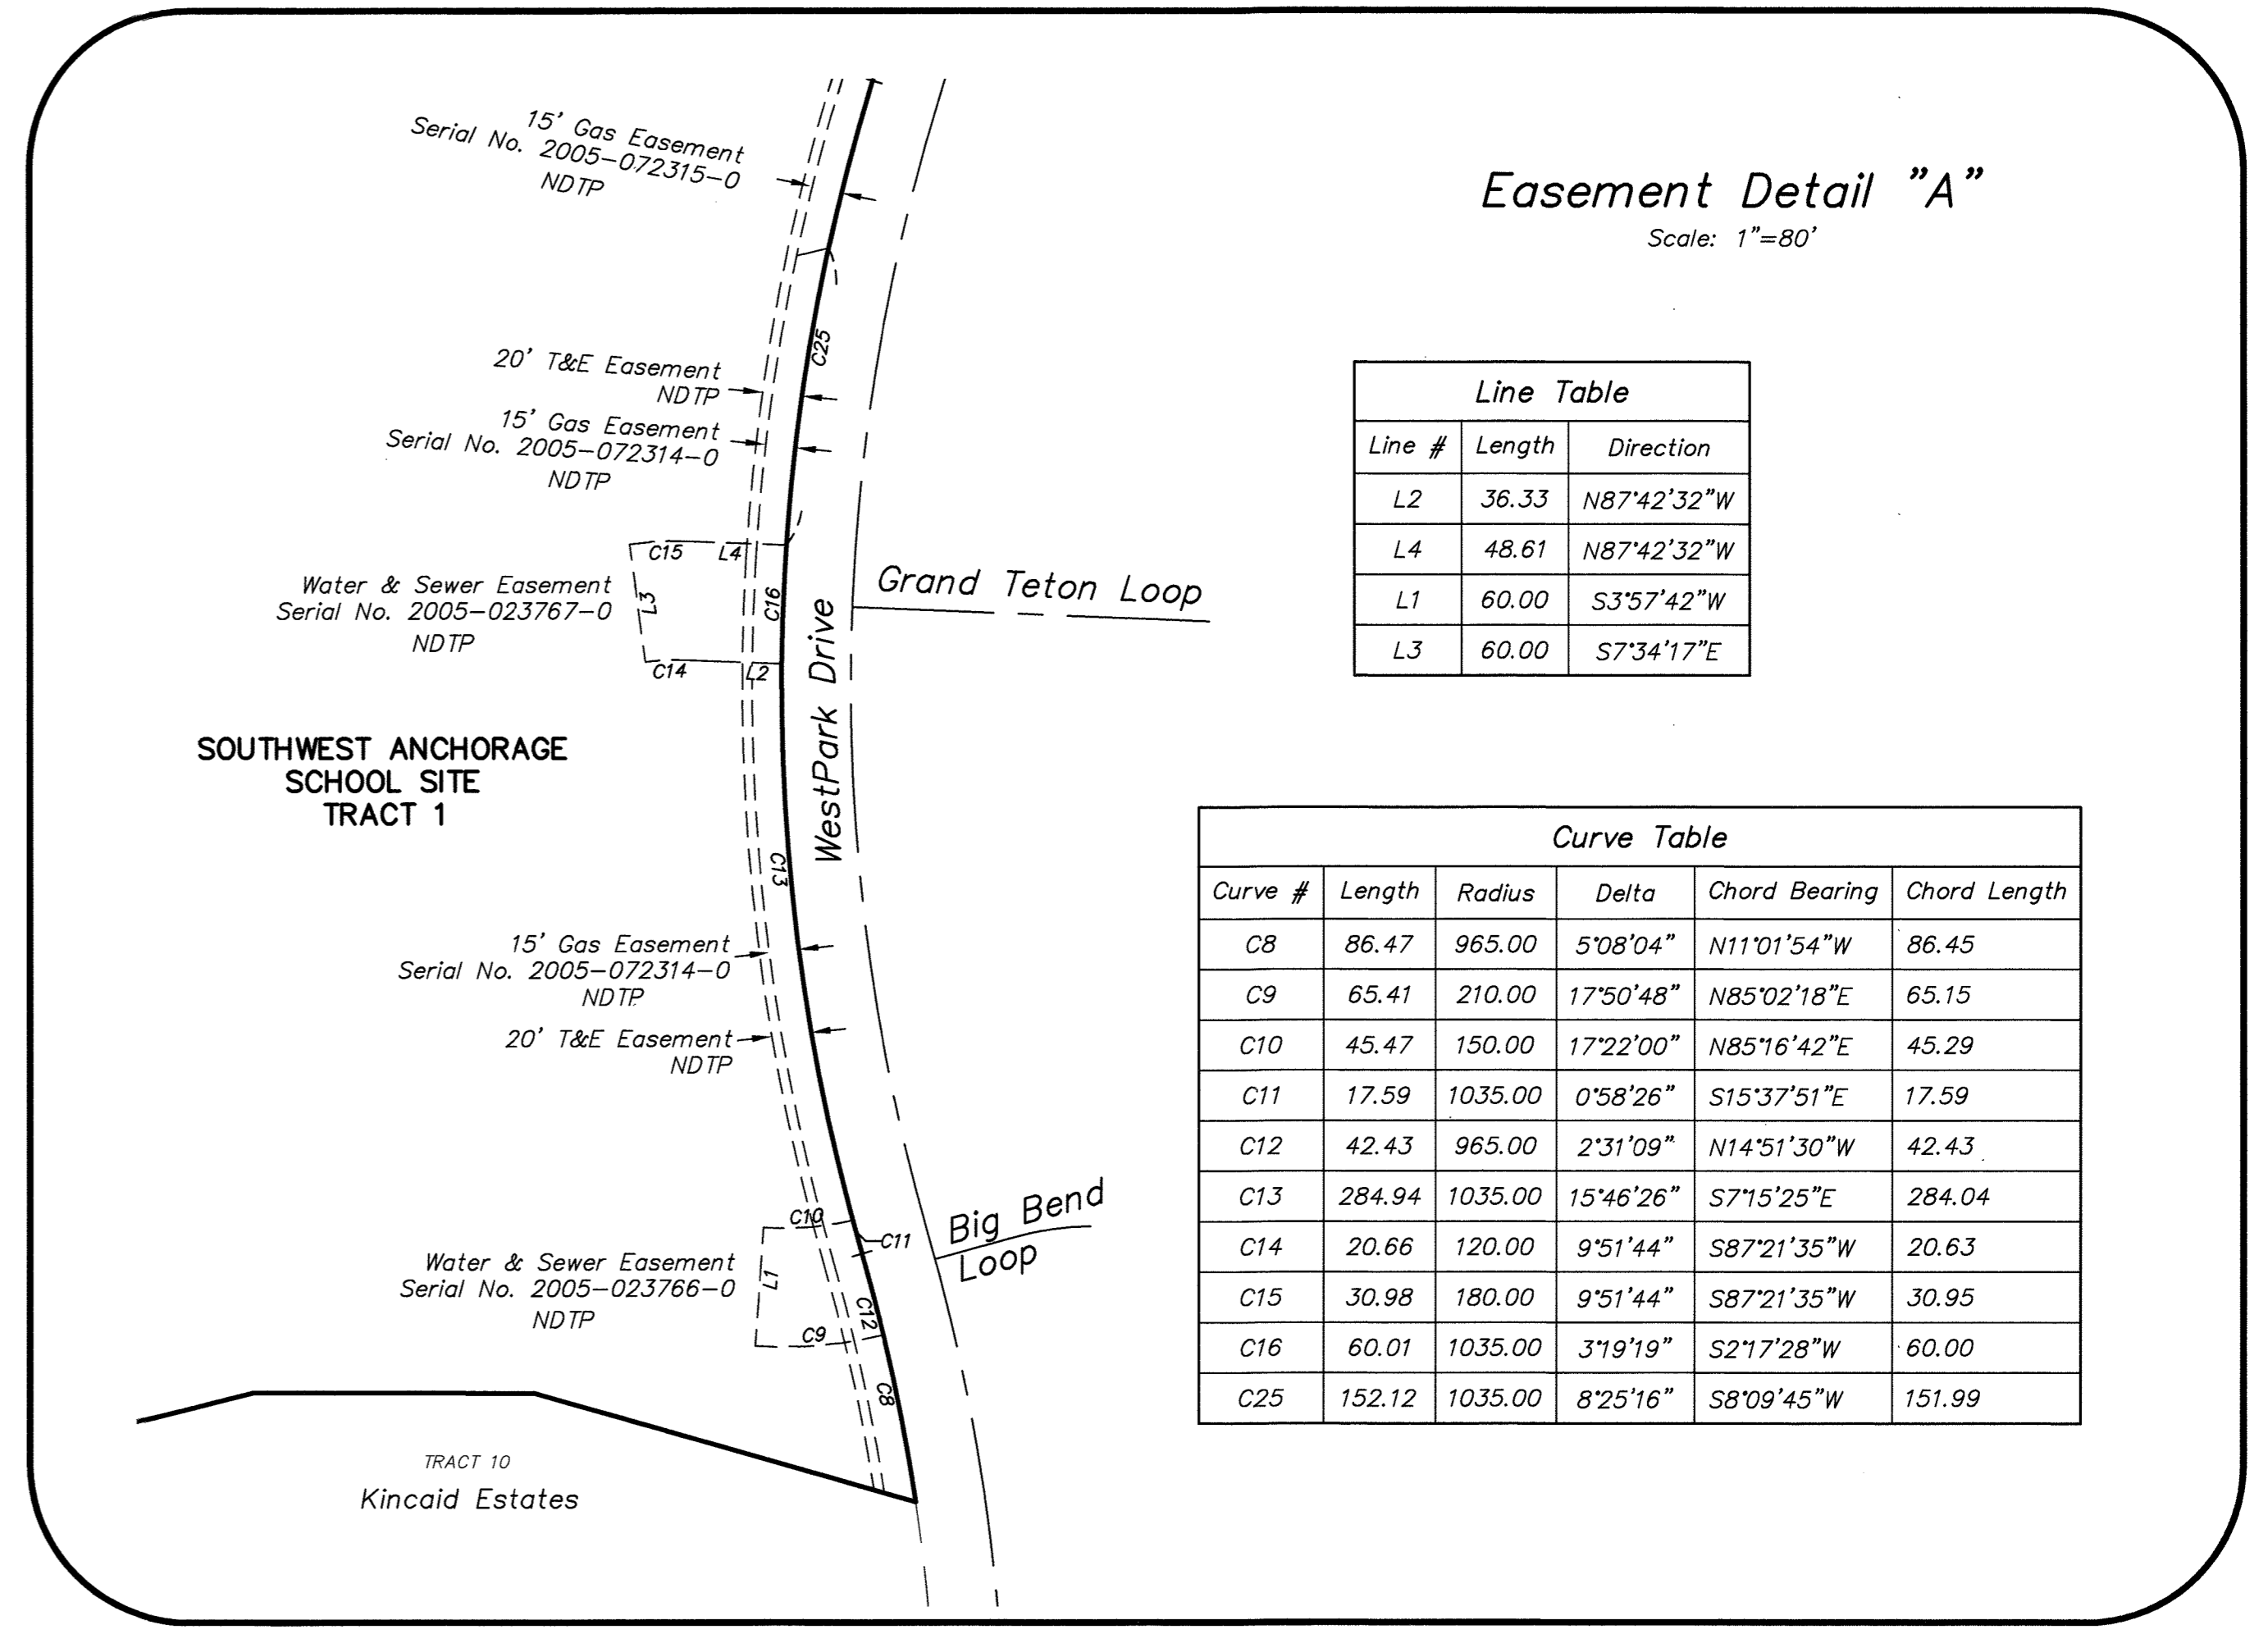 15' Gas Easement
Serial No. 2005-072315-0
NDTP
Easement Detail "A"
Scale: 1"=80'
C25
20' T&E Easement
NDTP
15' Gas Easement
Serial No. 2005-072314-0
NDTP
C15 L4
Water & Sewer Easement
Serial No. 2005-023767-0
NDTP
L3
C16
C14 L2
Grand Teton Loop
WestPark Drive
SOUTHWEST ANCHORAGE
SCHOOL SITE
TRACT 1
C13
15' Gas Easement
Serial No. 2005-072314-0
NDTP
20' T&E Easement
NDTP
C10
C11
Big Bend
Loop
Water & Sewer Easement
Serial No. 2005-023766-0
NDTP
L1
C12
C9
C8
TRACT 10
Kincaid Estates
Line Table
Line # Length Direction
L2 36.33 N87°42'32"W
L4 48.61 N87°42'32"W
L1 60.00 S3°57'42"W
L3 60.00 S7°34'17"E
Curve Table
Curve # Length Radius Delta Chord Bearing Chord Length
C8 86.47 965.00 5°08'04" N11°01'54"W 86.45
C9 65.41 210.00 17°50'48" N85°02'18"E 65.15
C10 45.47 150.00 17°22'00" N85°16'42"E 45.29
C11 17.59 1035.00 0°58'26" S15°37'51"E 17.59
C12 42.43 965.00 2°31'09" N14°51'30"W 42.43
C13 284.94 1035.00 15°46'26" S7°15'25"E 284.04
C14 20.66 120.00 9°51'44" S87°21'35"W 20.63
C15 30.98 180.00 9°51'44" S87°21'35"W 30.95
C16 60.01 1035.00 3°19'19" S2°17'28"W 60.00
C25 152.12 1035.00 8°25'16" S8°09'45"W 151.99